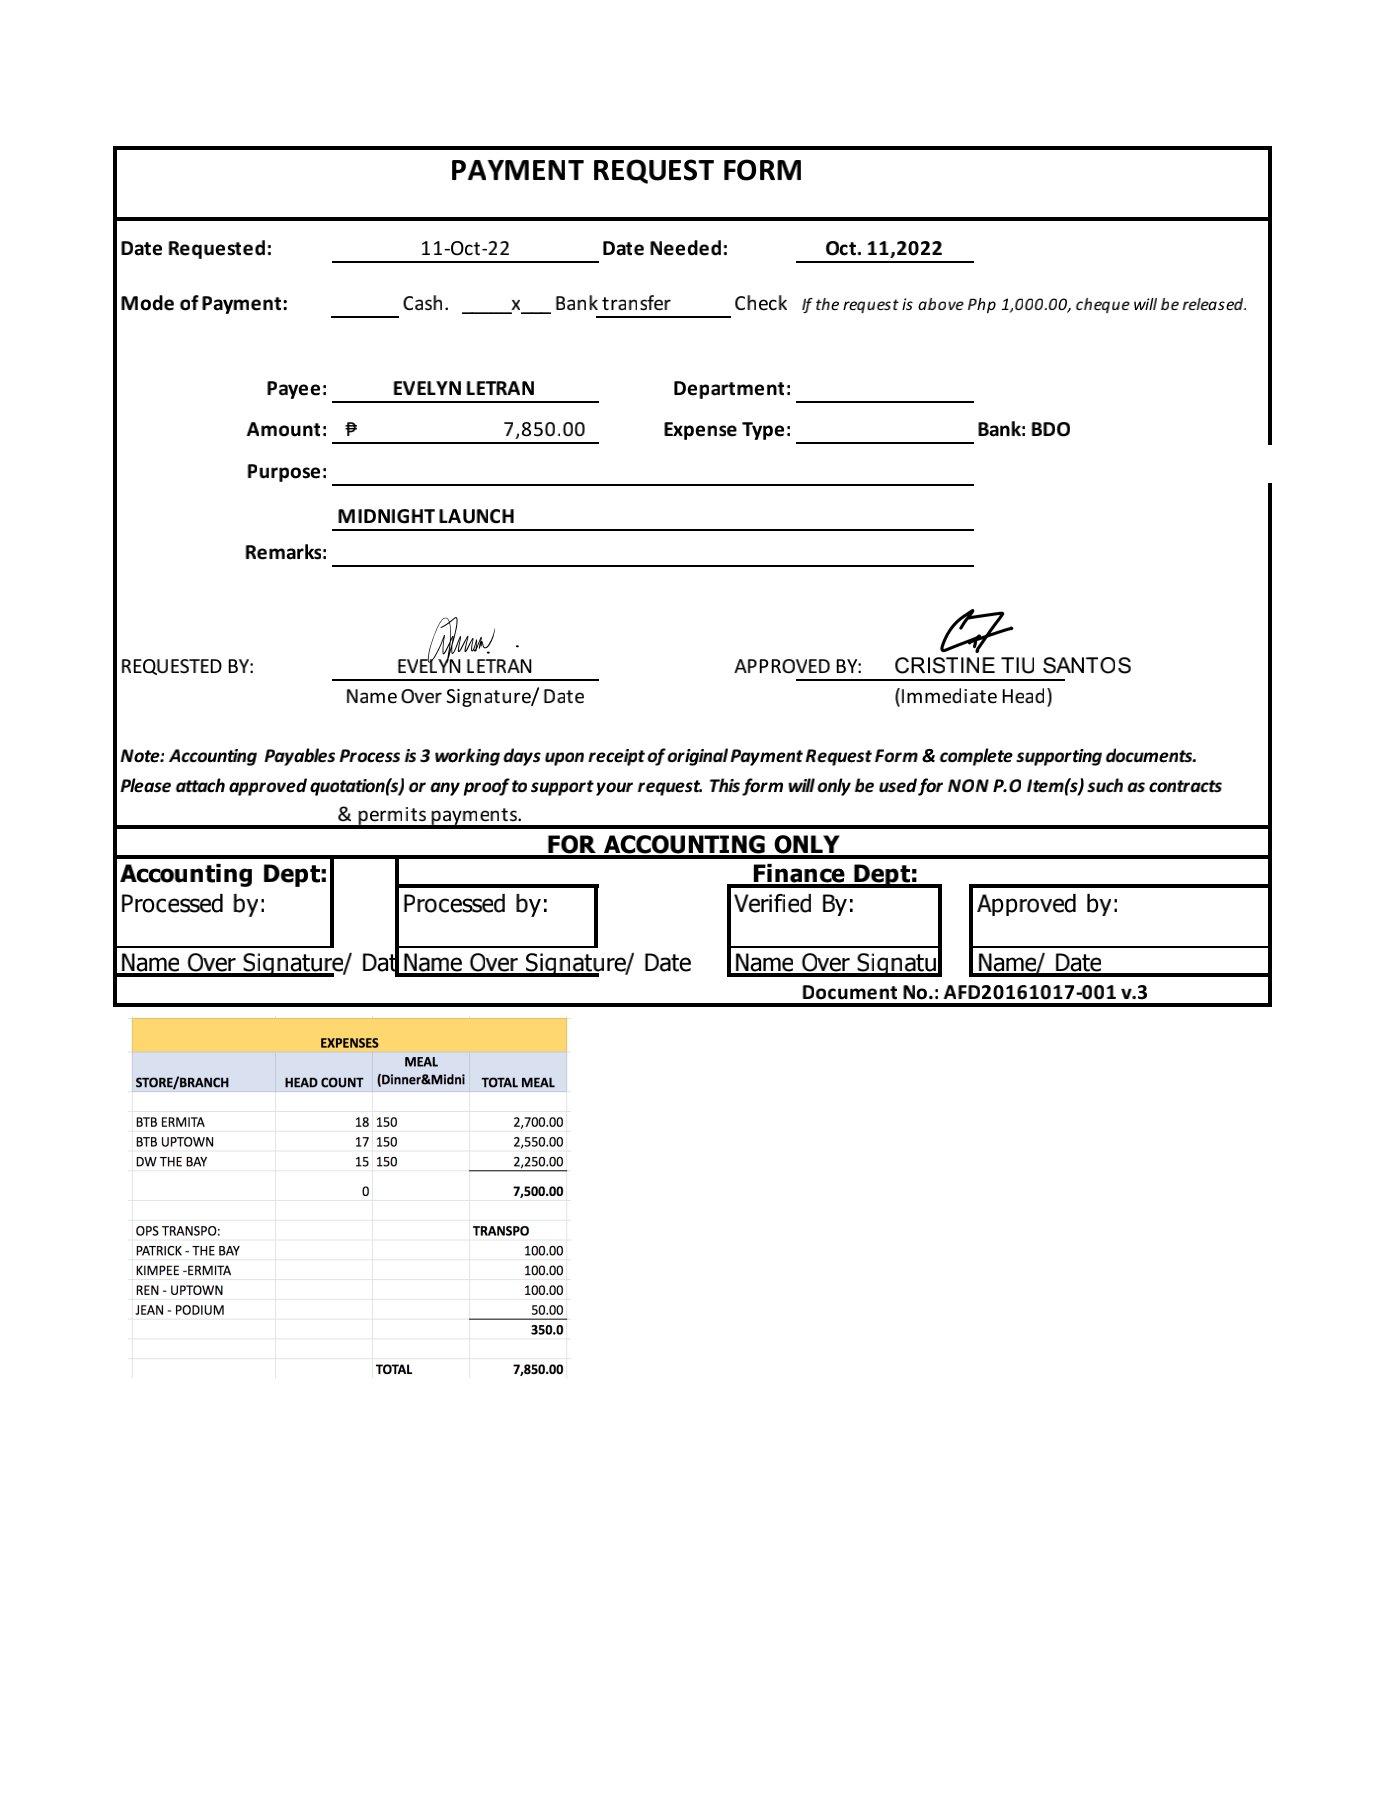 PAYMENT REQUEST FORM
Date Requested: 11-Oct-22 Date Needed: Oct. 11,2022
Mode of Payment: Cash. _____x___ Bank transfer Check If the request is above Php 1,000.00, cheque will be released.
Payee: EVELYN LETRAN Department:
Amount: ₱ 7,850.00 Expense Type: Bank: BDO
Purpose:
MIDNIGHT LAUNCH
Remarks:
REQUESTED BY: EVELYN LETRAN APPROVED BY: CRISTINE TIU SANTOS
Name Over Signature/ Date (Immediate Head)
Note: Accounting Payables Process is 3 working days upon receipt of original Payment Request Form & complete supporting documents.
Please attach approved quotation(s) or any proof to support your request. This form will only be used for NON P.O Item(s) such as contracts
& permits payments.
FOR ACCOUNTING ONLY
Accounting Dept: Finance Dept:
Processed by: Processed by: Verified By: Approved by:
Name Over Signature/ Dat Name Over Signature/ Date Name Over Signatu Name/ Date
Document No.: AFD20161017-001 v.3
EXPENSES
MEAL
STORE/BRANCH HEAD COUNT (Dinner&Midni TOTAL MEAL
BTB ERMITA 18 150 2,700.00
BTB UPTOWN 17 150 2,550.00
DW THE BAY 15 150 2,250.00
0 7,500.00
OPS TRANSPO: TRANSPO
PATRICK - THE BAY 100.00
KIMPEE -ERMITA 100.00
REN - UPTOWN 100.00
JEAN - PODIUM 50.00
350.0
TOTAL 7,850.00